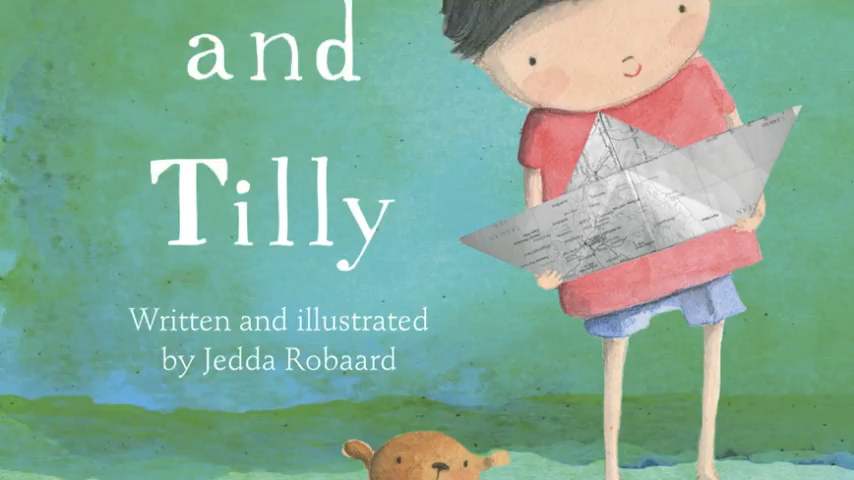 and
Tilly
Written and illustrated
by Jedda Robaard